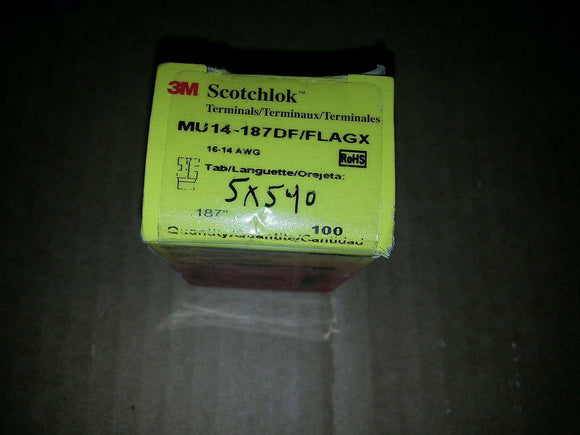 3M Scotchlok™
Terminals/Terminaux/Terminales
MU14-187DF/FLAGX
16-14 AWG
RoHS
Tab/Languette/Orejeta:
5X540
187"
100
Quantity/Quantite/Cantidad